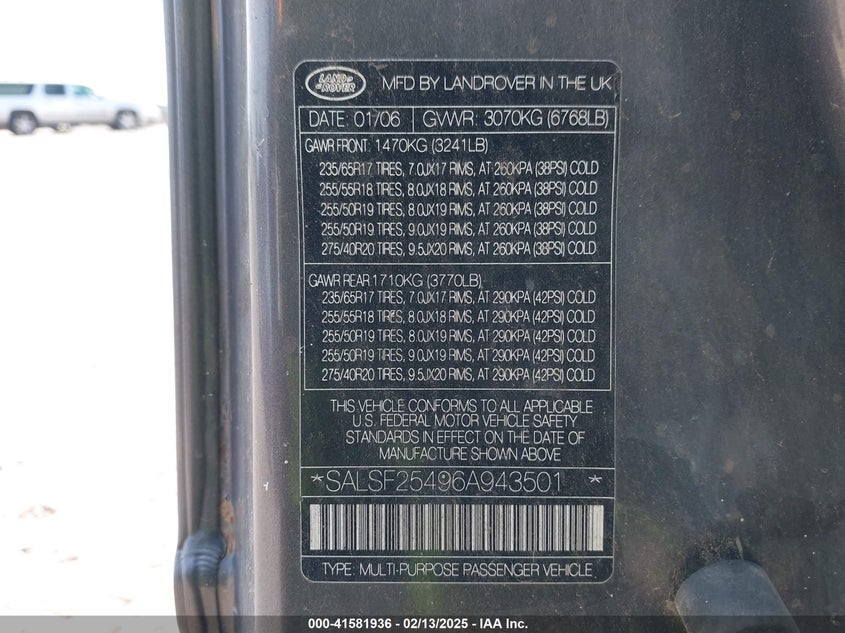 LAND ROVER
MFD BY LANDROVER IN THE UK
DATE: 01/06 GVWR: 3070KG (6768LB)
GAWR FRONT: 1470KG (3241LB)
235/65R17 TIRES, 7.0JX17 RIMS, AT 260KPA (38PSI) COLD
255/55R18 TIRES, 8.0JX18 RIMS, AT 260KPA (38PSI) COLD
255/50R19 TIRES, 8.0JX19 RIMS, AT 260KPA (38PSI) COLD
255/50R19 TIRES, 9.0JX19 RIMS, AT 260KPA (38PSI) COLD
275/40R20 TIRES, 9.5JX20 RIMS, AT 260KPA (38PSI) COLD
GAWR REAR: 1710KG (3770LB)
235/65R17 TIRES, 7.0JX17 RIMS, AT 290KPA (42PSI) COLD
255/55R18 TIRES, 8.0JX18 RIMS, AT 290KPA (42PSI) COLD
255/50R19 TIRES, 8.0JX19 RIMS, AT 290KPA (42PSI) COLD
255/50R19 TIRES, 9.0JX19 RIMS, AT 290KPA (42PSI) COLD
275/40R20 TIRES, 9.5JX20 RIMS, AT 290KPA (42PSI) COLD
THIS VEHICLE CONFORMS TO ALL APPLICABLE
U.S. FEDERAL MOTOR VEHICLE SAFETY
STANDARDS IN EFFECT ON THE DATE OF
MANUFACTURE SHOWN ABOVE
*SALSF25496A943501*
TYPE: MULTI-PURPOSE PASSENGER VEHICLE
000-41581936 - 02/13/2025 - IAA Inc.